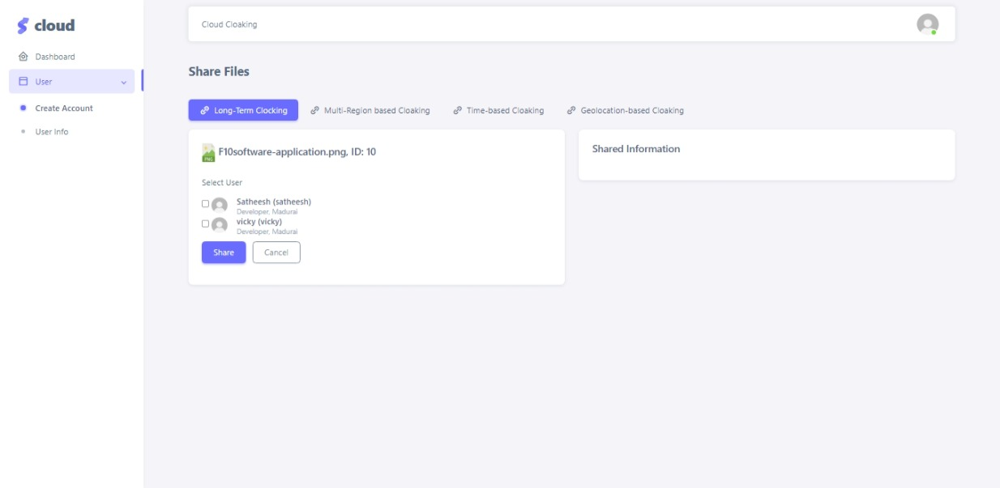 cloud
Dashboard
User
Create Account
User Info
Cloud Cloaking
Share Files
Long-Term Clocking
Multi-Region based Cloaking
Time-based Cloaking
Geolocation-based Cloaking
PNG
F10software-application.png, ID: 10
Select User
Satheesh (satheesh)
Developer, Madurai
vicky (vicky)
Developer, Madurai
Share
Cancel
Shared Information